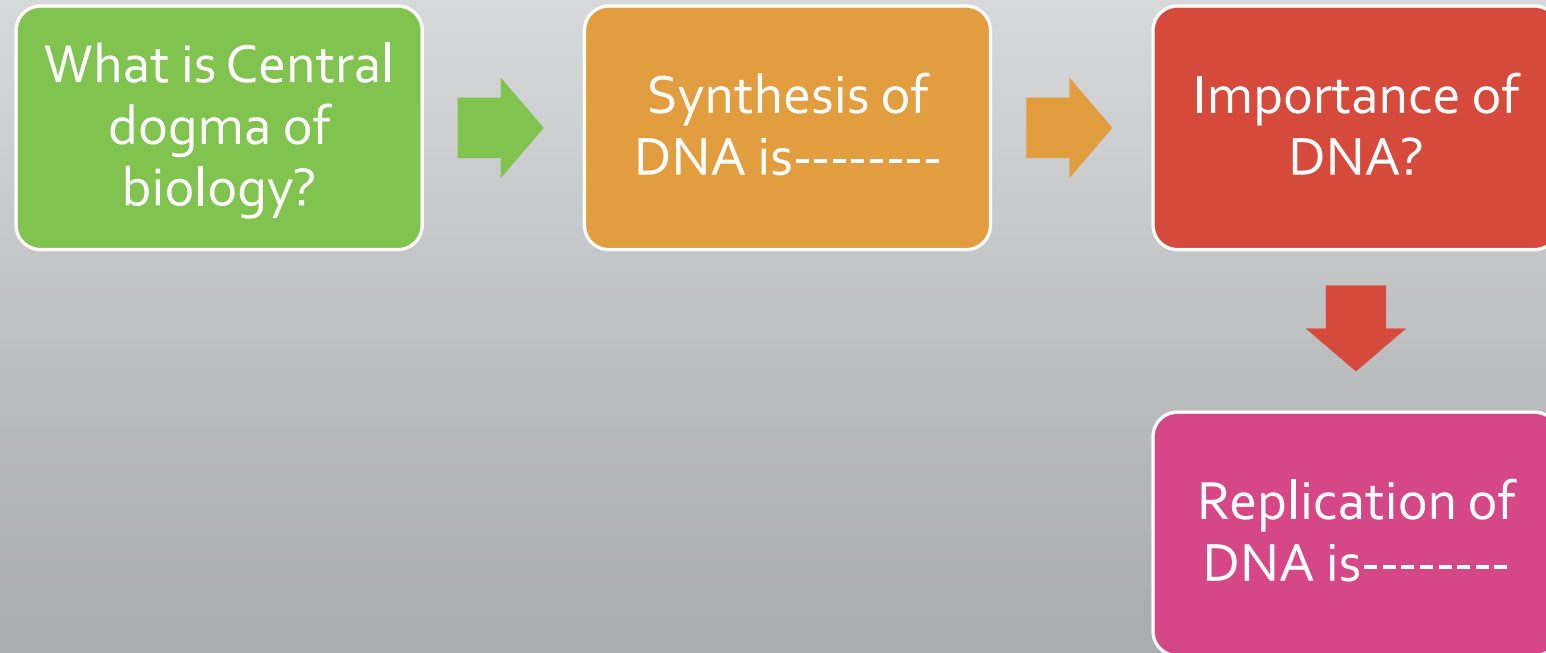 What is Central
dogma of
biology?
Synthesis of
DNA is--------
Importance of
DNA?
Replication of
DNA is--------